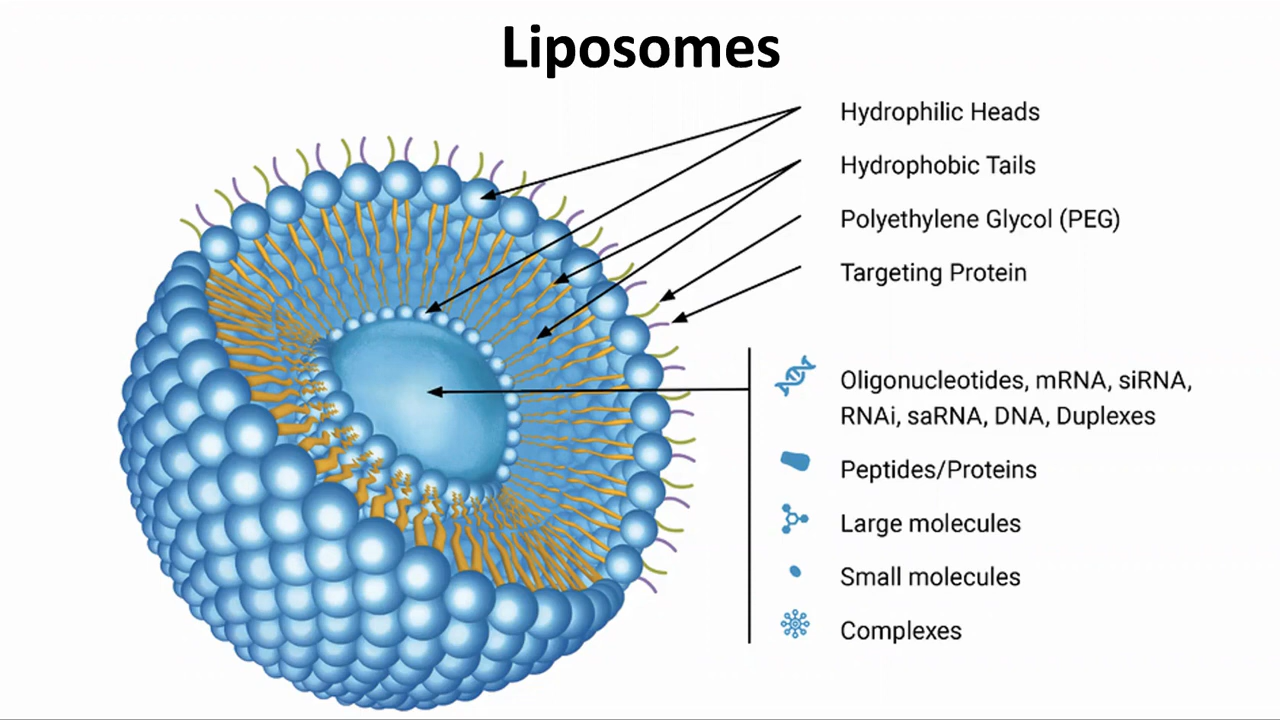 Liposomes
Hydrophilic Heads
Hydrophobic Tails
Polyethylene Glycol (PEG)
Targeting Protein
Oligonucleotides, mRNA, siRNA,
RNAi, saRNA, DNA, Duplexes
Peptides/Proteins
Large molecules
Small molecules
Complexes